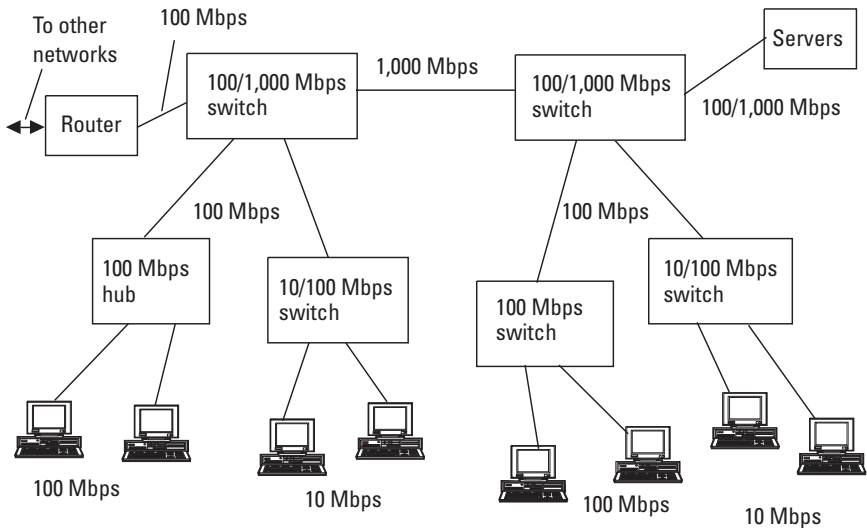 To other
networks
100 Mbps
Router
100/1,000 Mbps
switch
1,000 Mbps
100/1,000 Mbps
switch
Servers
100/1,000 Mbps
100 Mbps
100 Mbps
100 Mbps
hub
10/100 Mbps
switch
100 Mbps
switch
10/100 Mbps
switch
100 Mbps
10 Mbps
100 Mbps
10 Mbps